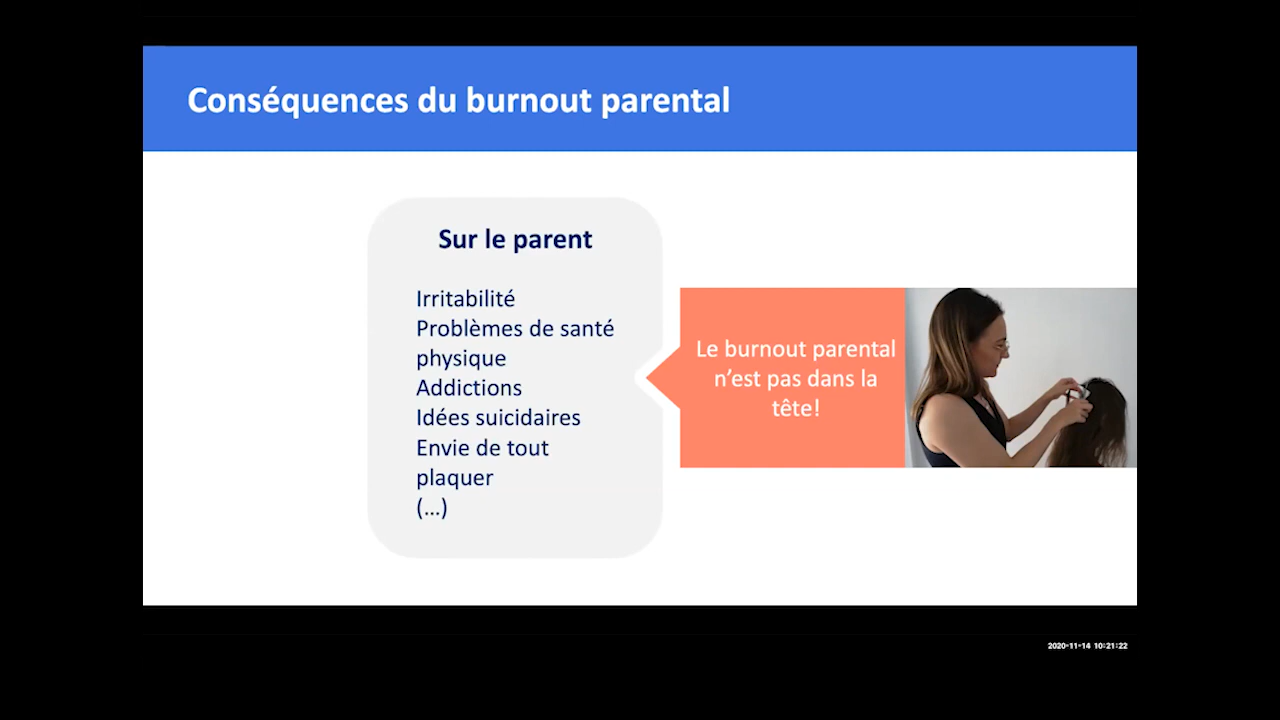 Conséquences du burnout parental
Sur le parent
Irritabilité
Problèmes de santé
physique
Addictions
Idées suicidaires
Envie de tout
plaquer
(...)
Le burnout parental
n'est pas dans la
tête!
2020-11-14 10:21:22